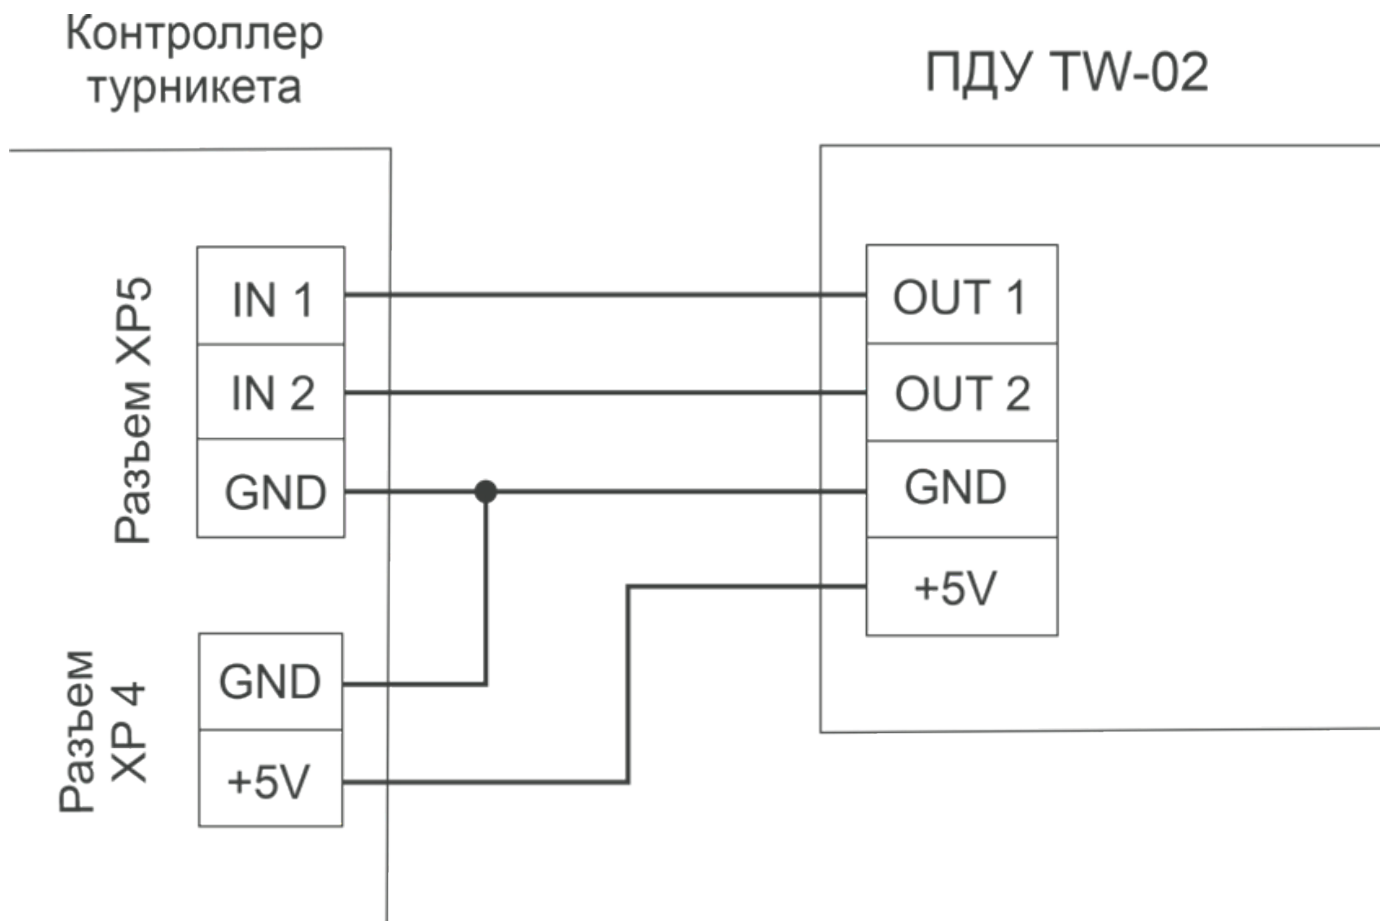 Контроллер
турникета
ПДУ TW-02
Разъем XP5
IN 1
IN 2
GND
OUT 1
OUT 2
GND
+5V
Разъем
XP 4
GND
+5V